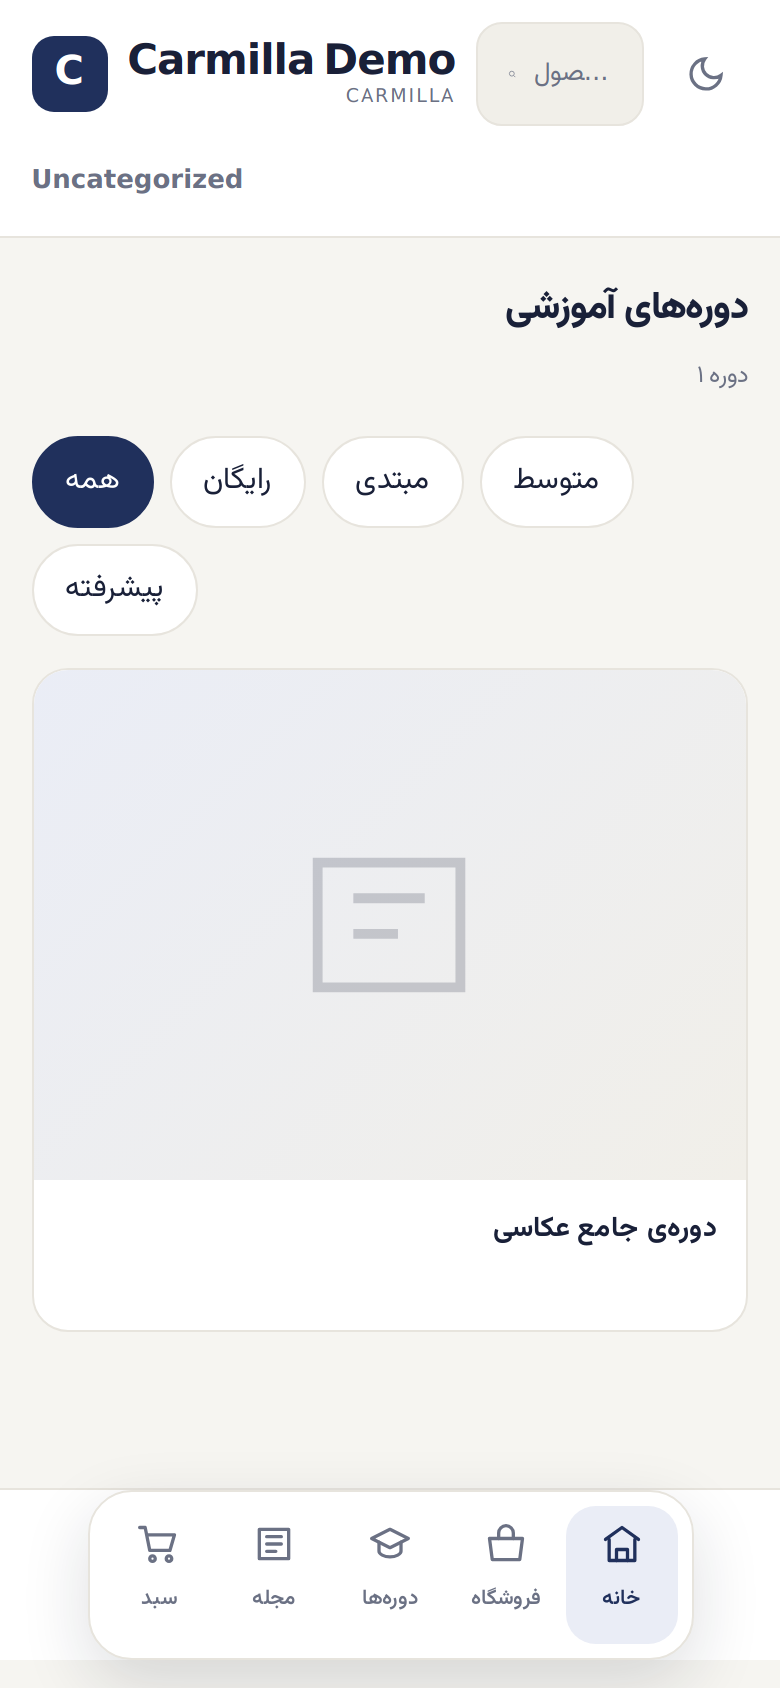 C
Carmilla Demo
CARMILLA
صول...
Uncategorized
دوره‌های آموزشی
دوره ۱
همه
رایگان
مبتدی
متوسط
پیشرفته
دوره‌ی جامع عکاسی
خانه
فروشگاه
دوره‌ها
مجله
سبد